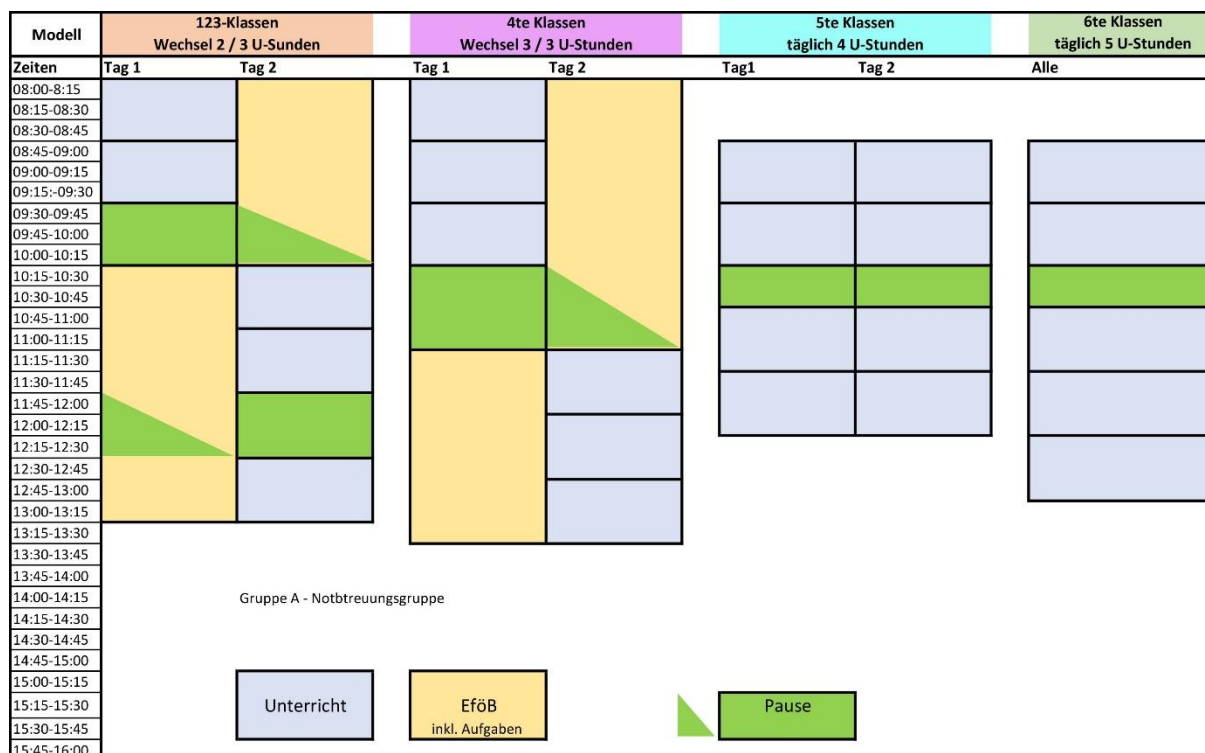 Modell
123-Klassen
Wechsel 2 / 3 U-Sunden
4te Klassen
Wechsel 3 / 3 U-Stunden
5te Klassen
täglich 4 U-Stunden
6te Klassen
täglich 5 U-Stunden
Zeiten Tag 1 Tag 2 Tag 1 Tag 2 Tag1 Tag 2 Alle
08:00-8:15
08:15-08:30
08:30-08:45
08:45-09:00
09:00-09:15
09:15:-09:30
09:30-09:45
09:45-10:00
10:00-10:15
10:15-10:30
10:30-10:45
10:45-11:00
11:00-11:15
11:15-11:30
11:30-11:45
11:45-12:00
12:00-12:15
12:15-12:30
12:30-12:45
12:45-13:00
13:00-13:15
13:15-13:30
13:30-13:45
13:45-14:00
14:00-14:15 Gruppe A - Notbtreuungsgruppe
14:15-14:30
14:30-14:45
14:45-15:00
15:00-15:15
15:15-15:30 Unterricht EföB Pause
15:30-15:45 inkl. Aufgaben
15:45-16:00